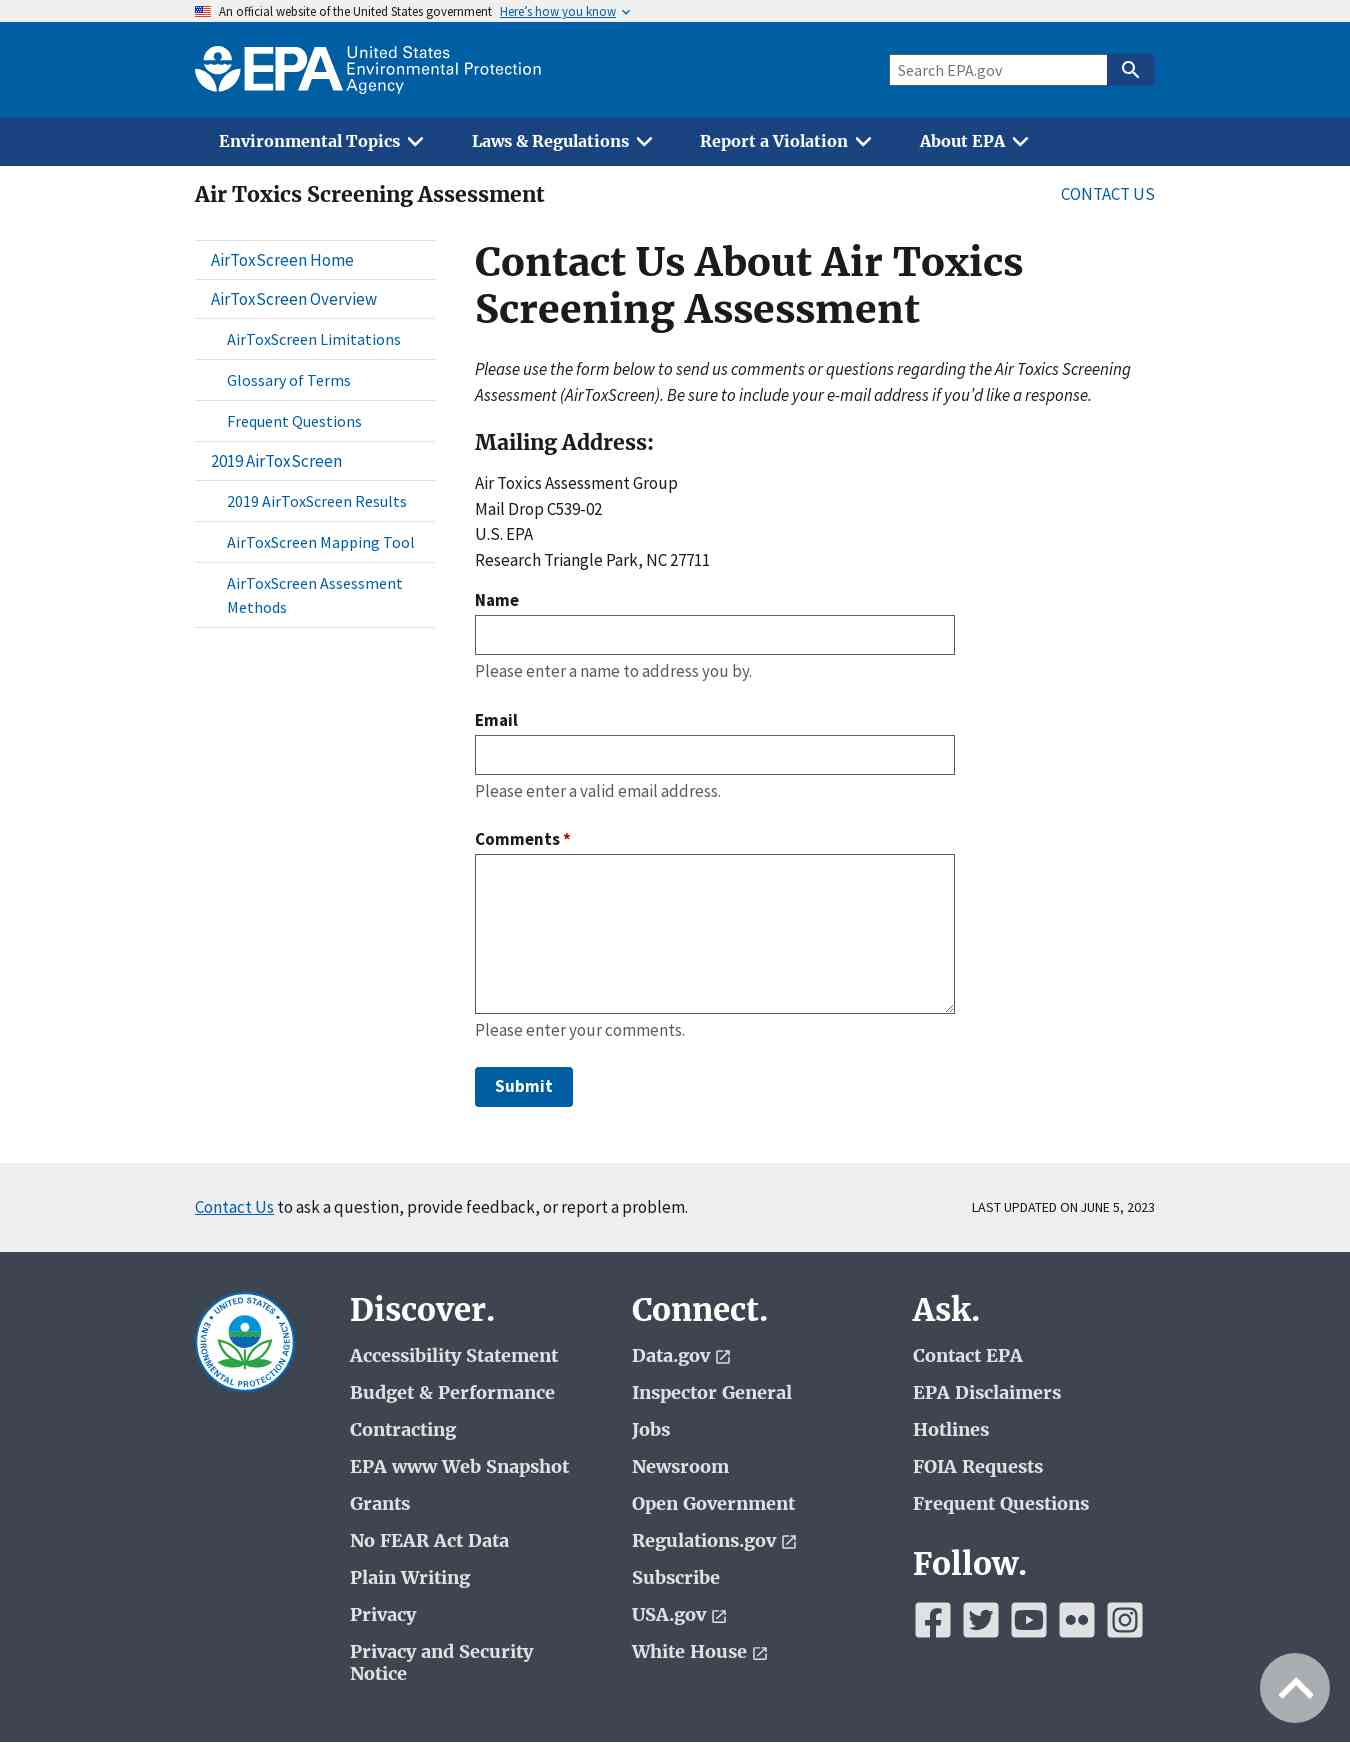 An official website of the United States government Here's how you know
EPA United States
Environmental Protection
Agency
Search EPA.gov
Environmental Topics Laws & Regulations Report a Violation About EPA
Air Toxics Screening Assessment CONTACT US
AirToxScreen Home
AirToxScreen Overview
AirToxScreen Limitations
Glossary of Terms
Frequent Questions
2019 AirToxScreen
2019 AirToxScreen Results
AirToxScreen Mapping Tool
AirToxScreen Assessment
Methods
Contact Us About Air Toxics
Screening Assessment
Please use the form below to send us comments or questions regarding the Air Toxics Screening
Assessment (AirToxScreen). Be sure to include your e-mail address if you'd like a response.
Mailing Address:
Air Toxics Assessment Group
Mail Drop C539-02
U.S. EPA
Research Triangle Park, NC 27711
Name
Please enter a name to address you by.
Email
Please enter a valid email address.
Comments *
Please enter your comments.
Submit
Contact Us to ask a question, provide feedback, or report a problem. LAST UPDATED ON JUNE 5, 2023
UNITED STATES
ENVIRONMENTAL PROTECTION AGENCY
Discover.
Accessibility Statement
Budget & Performance
Contracting
EPA www Web Snapshot
Grants
No FEAR Act Data
Plain Writing
Privacy
Privacy and Security
Notice
Connect.
Data.gov
Inspector General
Jobs
Newsroom
Open Government
Regulations.gov
Subscribe
USA.gov
White House
Ask.
Contact EPA
EPA Disclaimers
Hotlines
FOIA Requests
Frequent Questions
Follow.